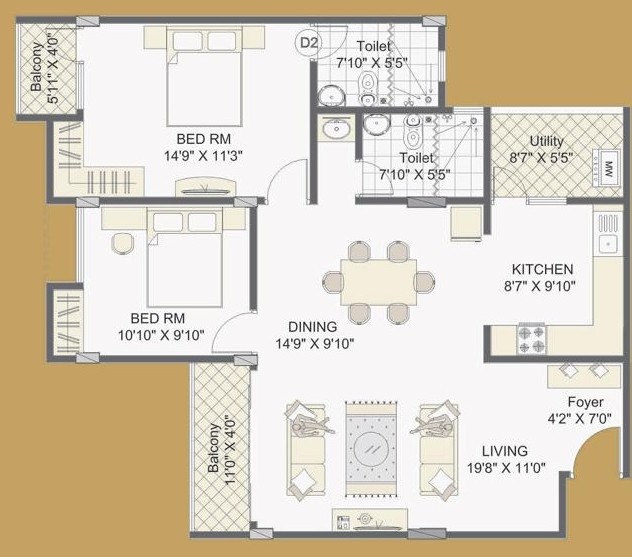 Balcony
5'11" X 4'0"
D2
Toilet
7'10" X 5'5"
BED RM
14'9" X 11'3"
Toilet
7'10" X 5'5"
Utility
8'7" X 5'5"
MW
BED RM
10'10" X 9'10"
DINING
14'9" X 9'10"
KITCHEN
8'7" X 9'10"
Foyer
4'2" X 7'0"
Balcony
11'0" X 4'0"
LIVING
19'8" X 11'0"